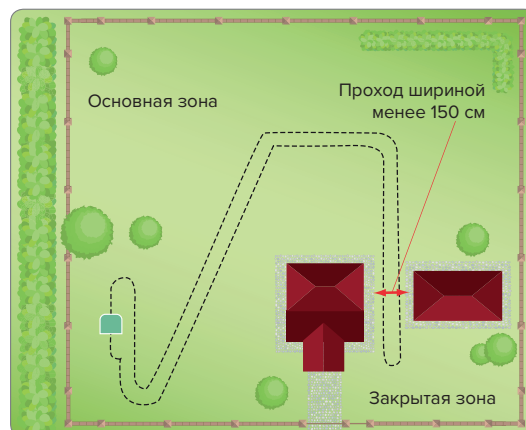 Основная зона
Проход шириной
менее 150 см
Закрытая зона